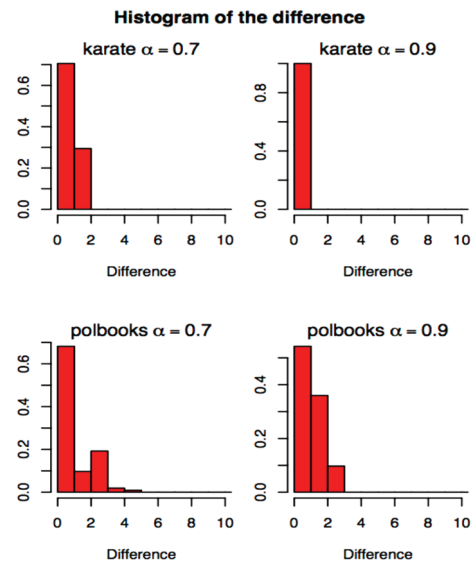 Histogram of the difference
karate α = 0.7
0.0 0.2 0.4 0.6
0 2 4 6 8 10
Difference
karate α = 0.9
0.0 0.4 0.8
0 2 4 6 8 10
Difference
polbooks α = 0.7
0.0 0.2 0.4 0.6
0 2 4 6 8 10
Difference
polbooks α = 0.9
0.0 0.2 0.4
0 2 4 6 8 10
Difference